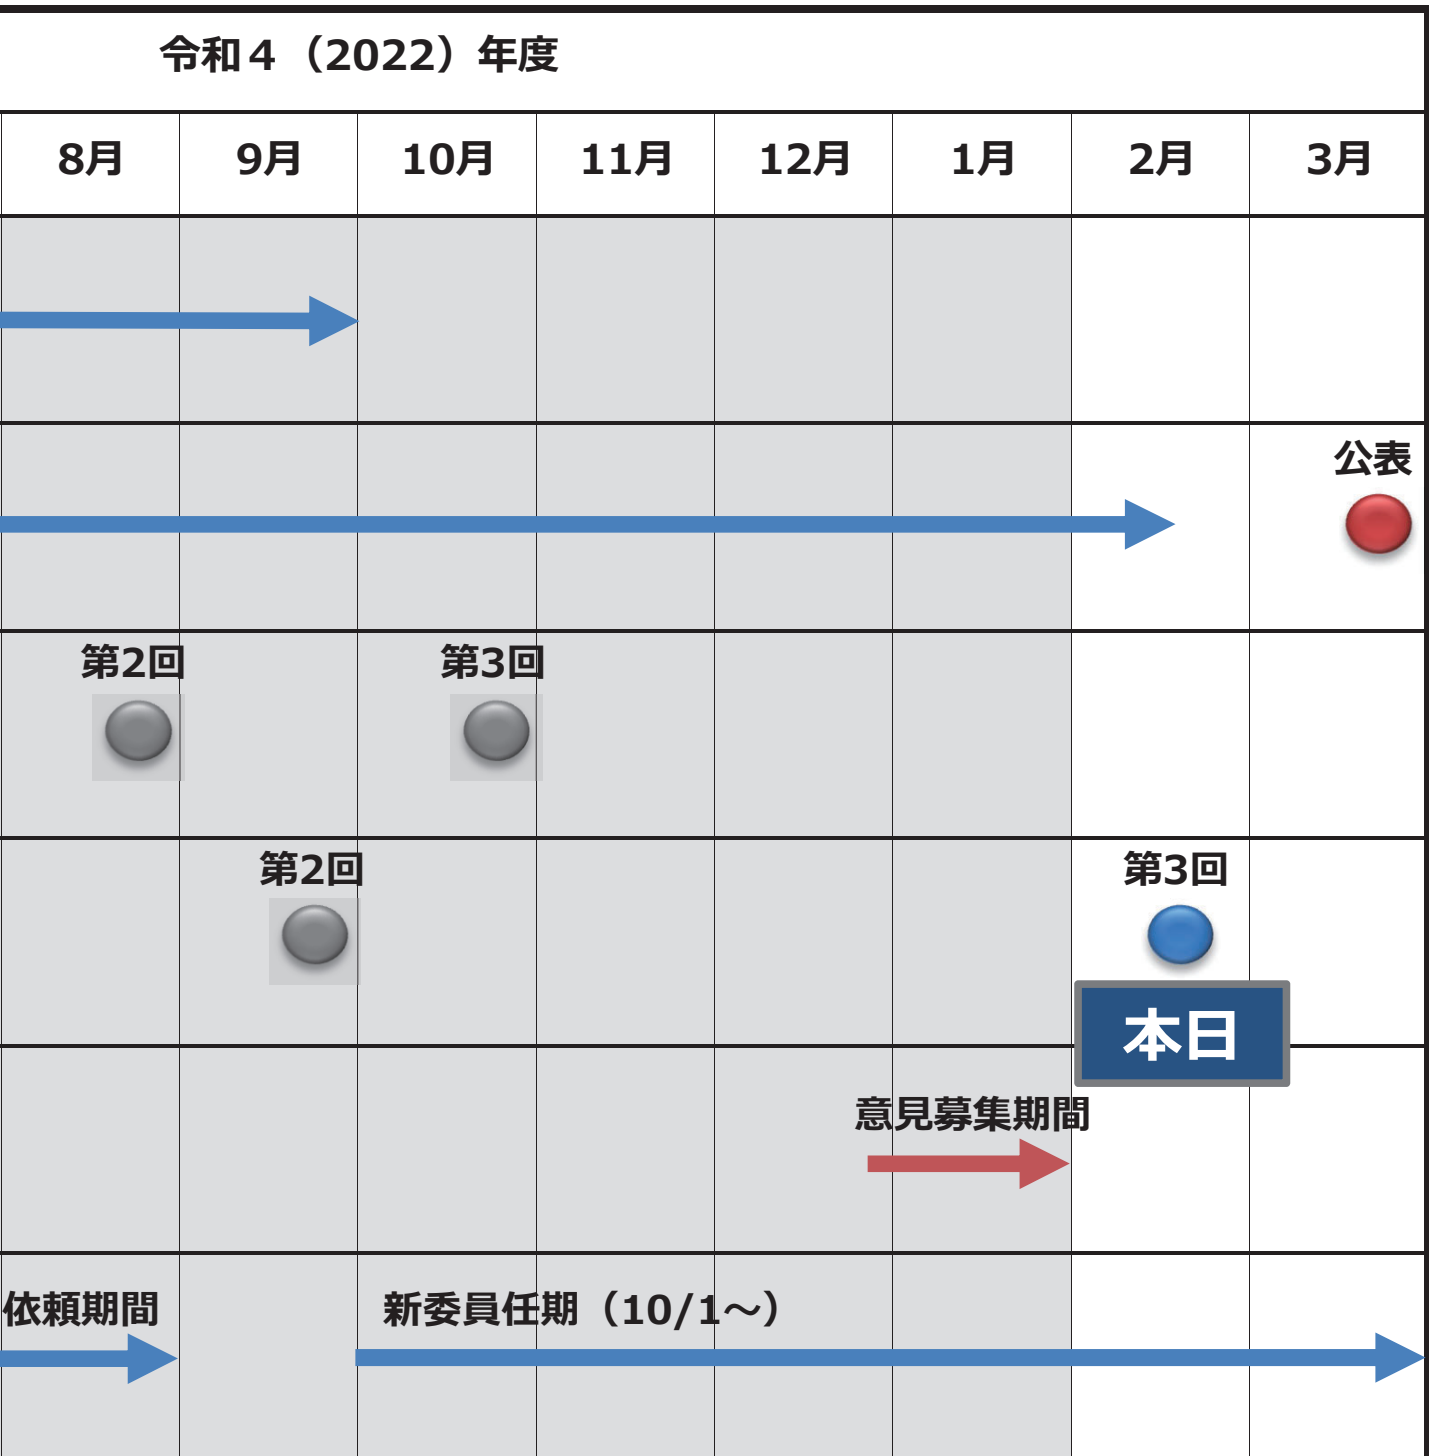 令和４（2022）年度
8月 9月 10月 11月 12月 1月 2月 3月
公表
第2回 第3回
第2回 第3回
本日
意見募集期間
依頼期間 新委員任期（10/1～）